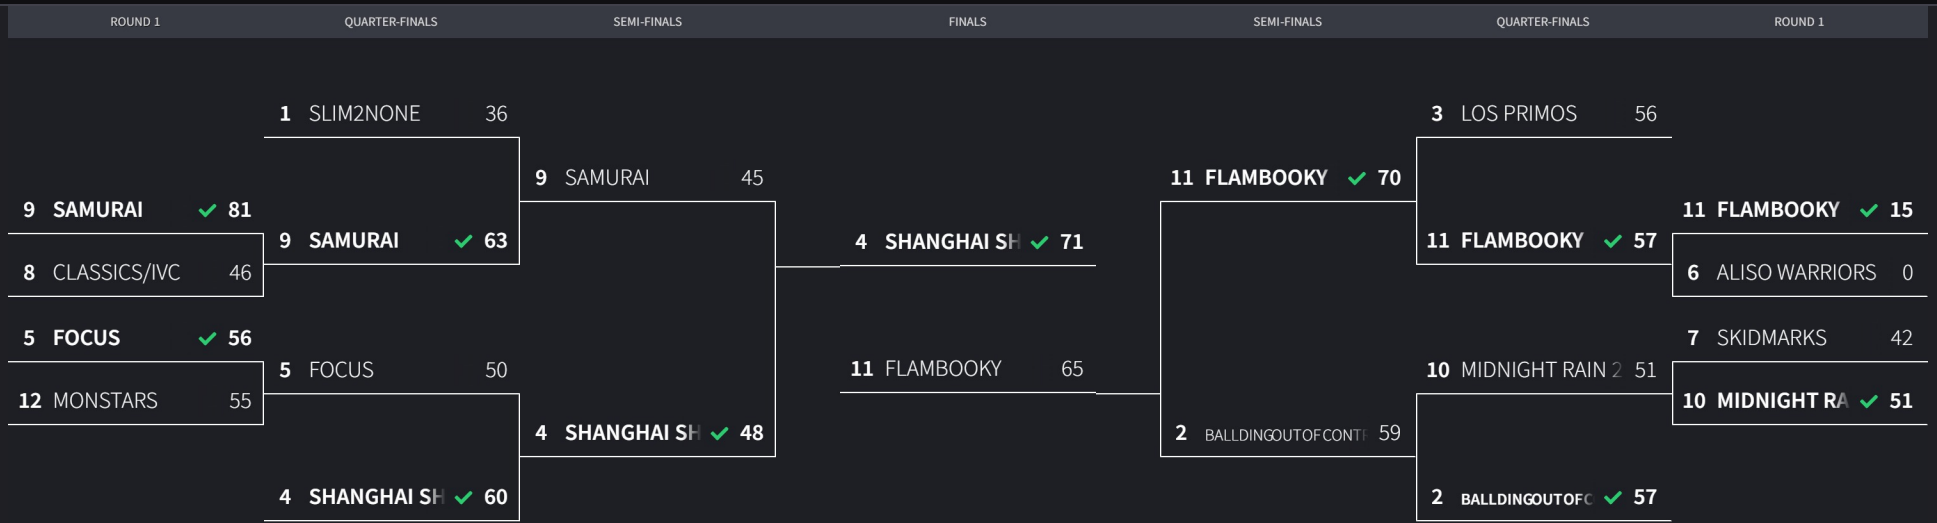 ROUND 1 QUARTER-FINALS SEMI-FINALS FINALS SEMI-FINALS QUARTER-FINALS ROUND 1
1 SLIM2NONE 36
3 LOS PRIMOS 56
9 SAMURAI 45
11 FLAMBOOKY 70
9 SAMURAI 81
11 FLAMBOOKY 15
9 SAMURAI 63
4 SHANGHAI SH 71
11 FLAMBOOKY 57
8 CLASSICS/IVC 46
6 ALISO WARRIORS 0
5 FOCUS 56
7 SKIDMARKS 42
5 FOCUS 50
11 FLAMBOOKY 65
10 MIDNIGHT RAIN 2 51
12 MONSTARS 55
10 MIDNIGHT RA 51
4 SHANGHAI SH 48
2 BALLDINGOUTOFCONTR 59
4 SHANGHAI SH 60
2 BALLDINGOUTOFC 57